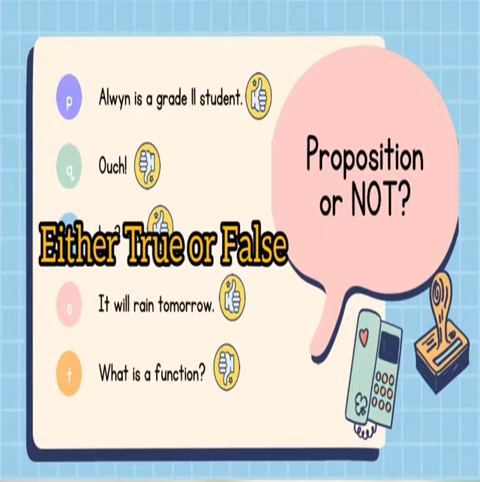 p Alwyn is a grade 11 student.
q Ouch!
Either True or False
s It will rain tomorrow.
t What is a function?
Proposition
or NOT?